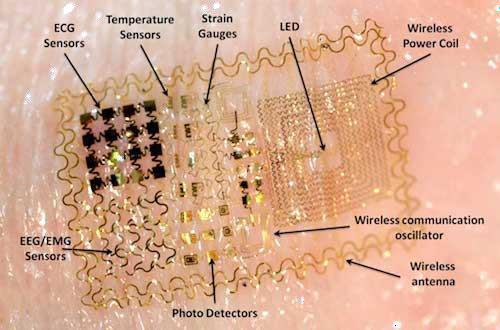 ECG
Sensors
Temperature
Sensors
Strain
Gauges
LED
Wireless
Power Coil
EEG/EMG
Sensors
Photo Detectors
Wireless communication
oscillator
Wireless
antenna